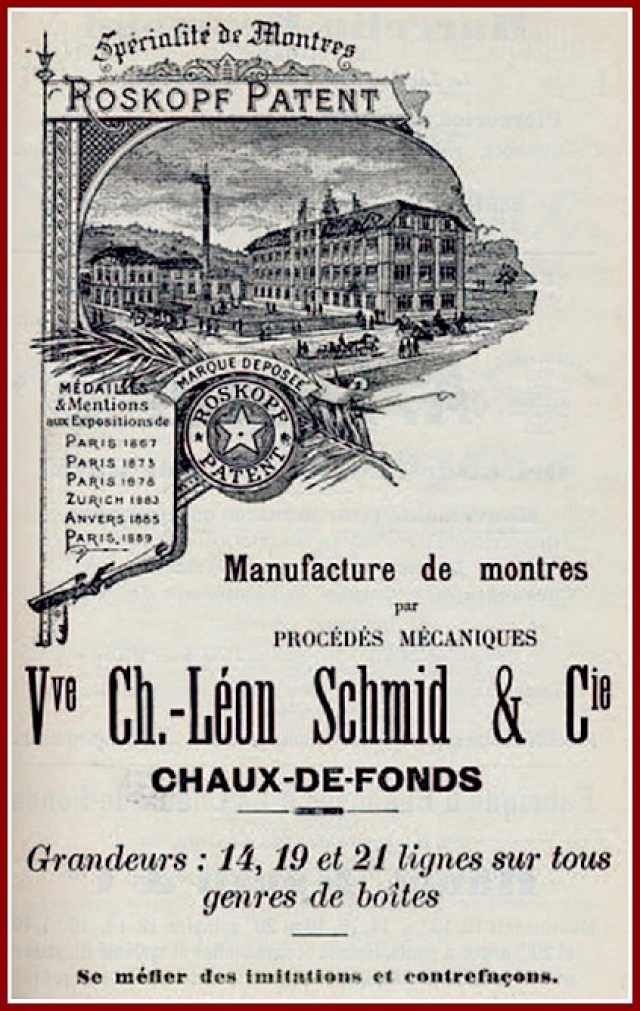 Spécialité de Montres
ROSKOPF PATENT
MARQUE DÉPOSÉE
ROSKOPF
PATENT
MÉDAILLES
& Mentions
aux Expositions de
PARIS 1867
PARIS 1875
PARIS 1878
ZURICH 1883
ANVERS 1885
PARIS, 1889
Manufacture de montres
par
PROCÉDÉS MÉCANIQUES
Vve Ch.-Léon Schmid & Cie
CHAUX-DE-FONDS
Grandeurs : 14, 19 et 21 lignes sur tous
genres de boîtes
Se méfier des imitations et contrefaçons.